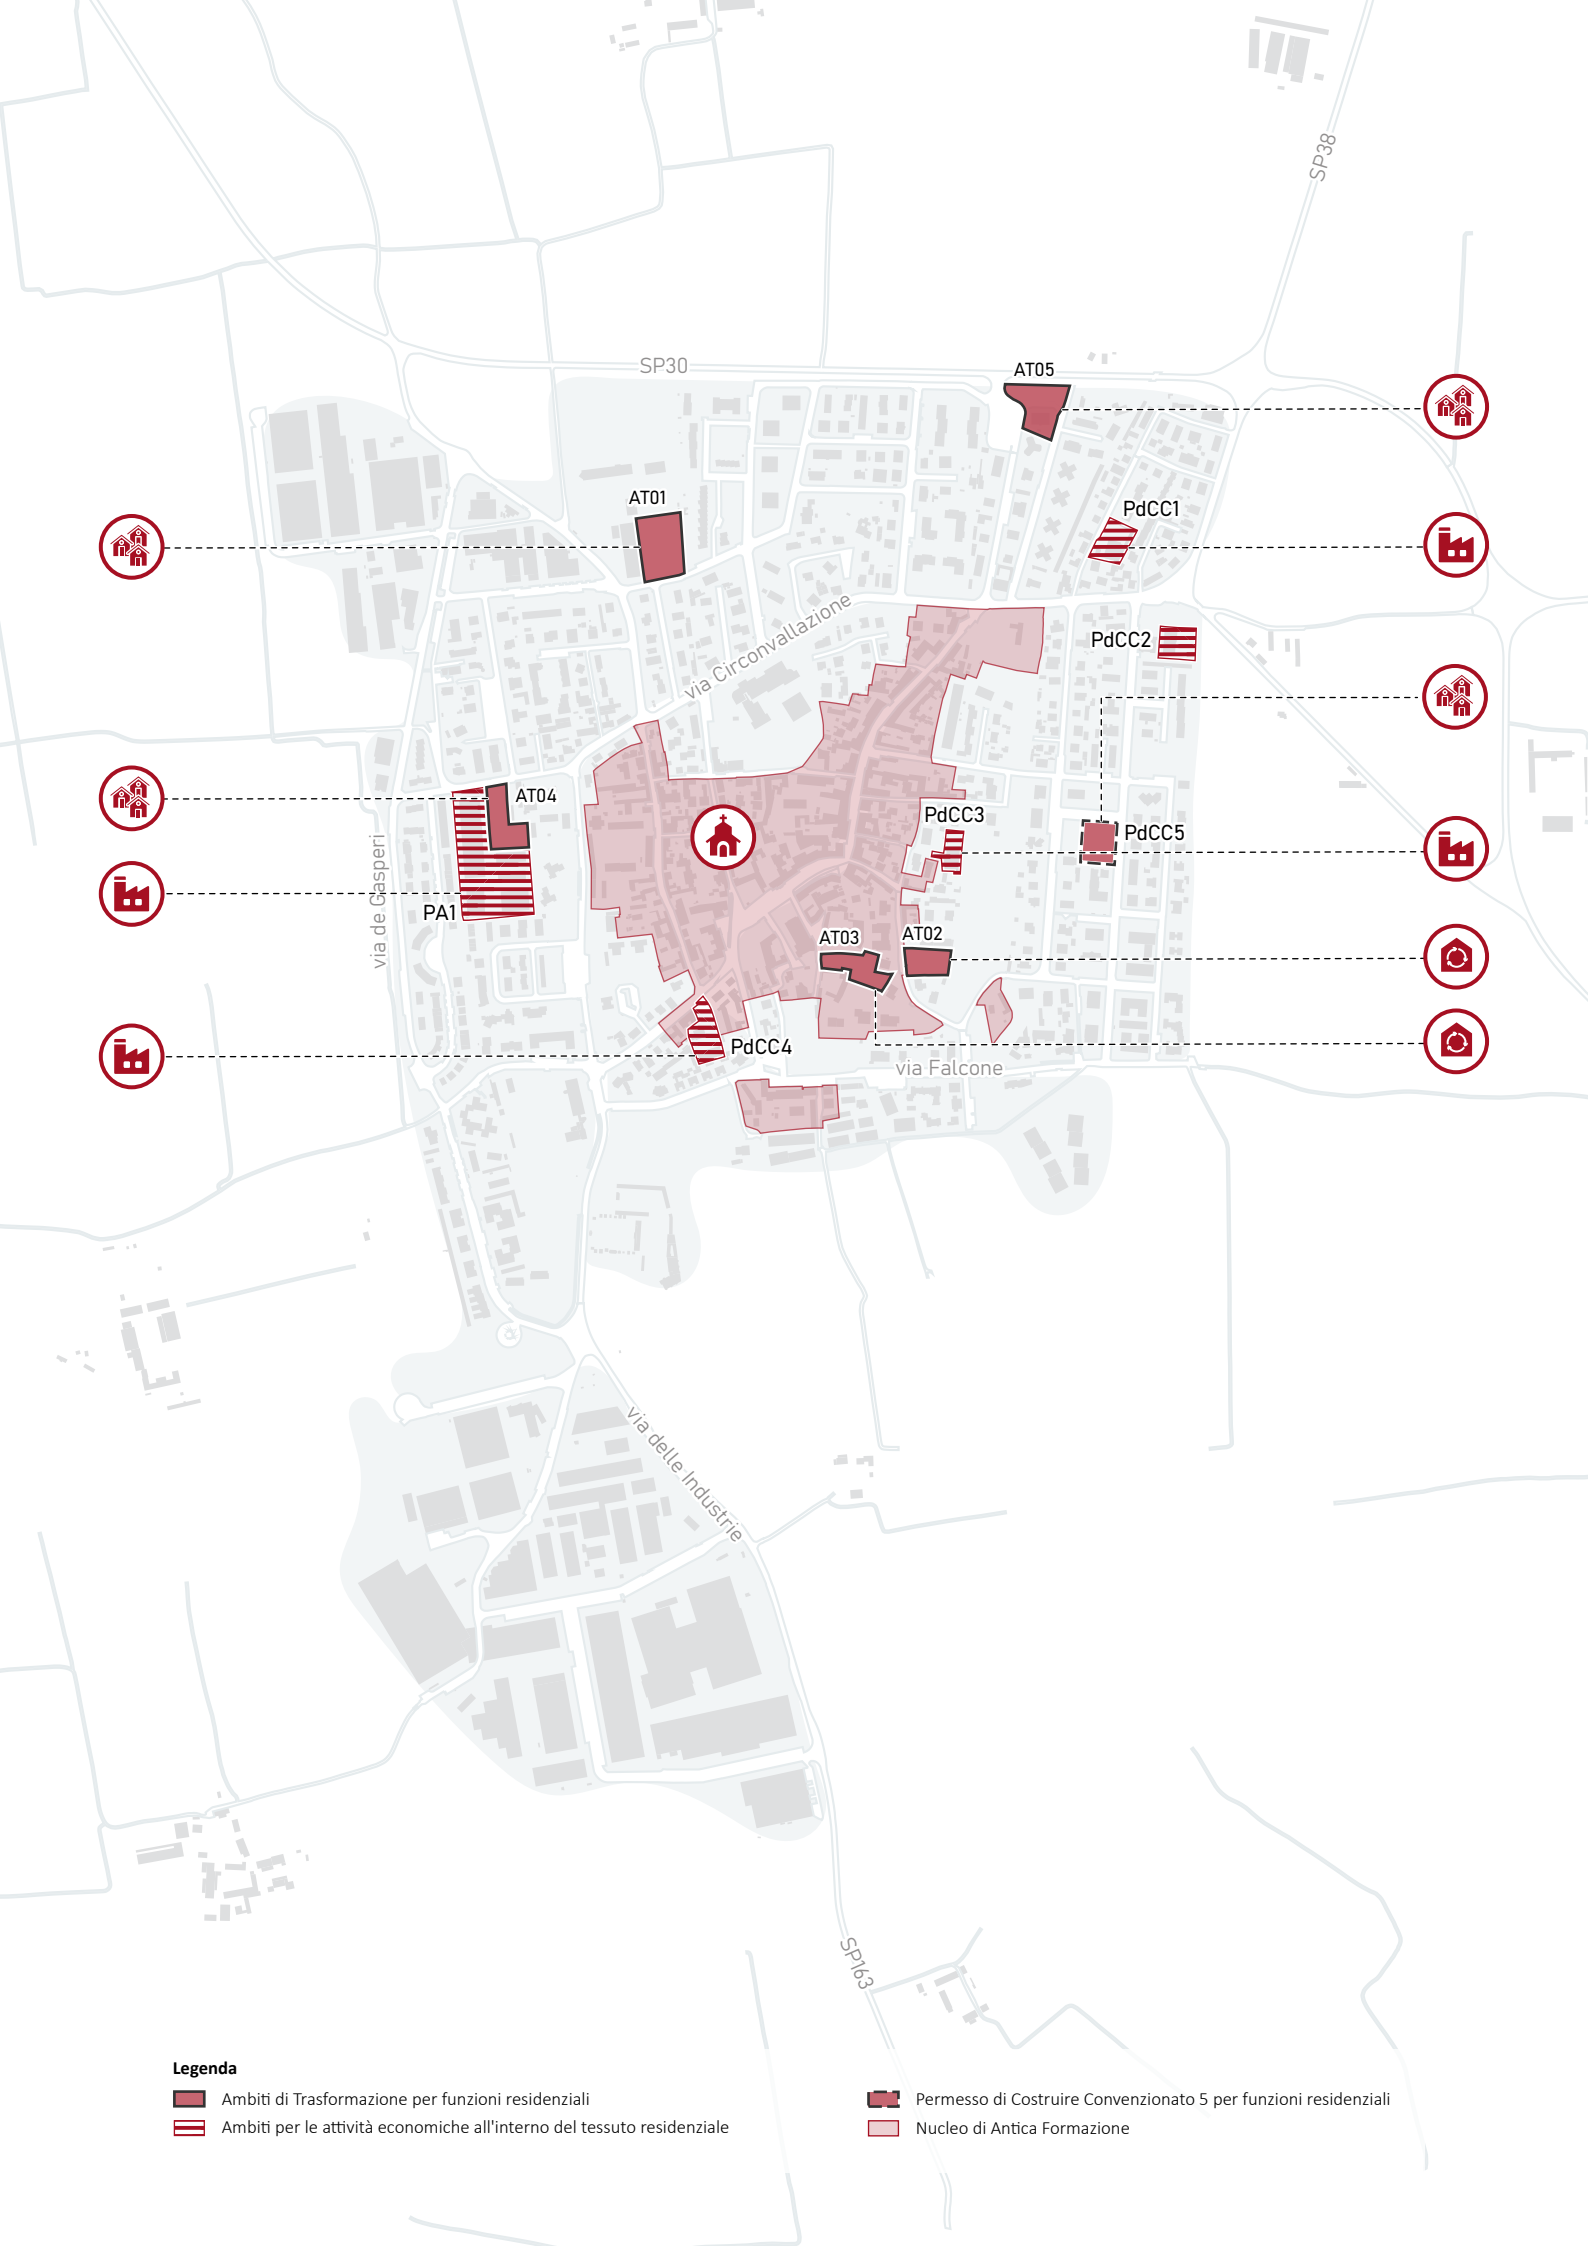 SP38
SP30
AT05
AT01
PdCC1
via Circonvallazione
PdCC2
AT04
PdCC3
PdCC5
via de Gasperi
PA1
AT03
AT02
PdCC4
via Falcone
via delle Industrie
SP163
Legenda
Ambiti di Trasformazione per funzioni residenziali
Ambiti per le attività economiche all'interno del tessuto residenziale
Permesso di Costruire Convenzionato 5 per funzioni residenziali
Nucleo di Antica Formazione